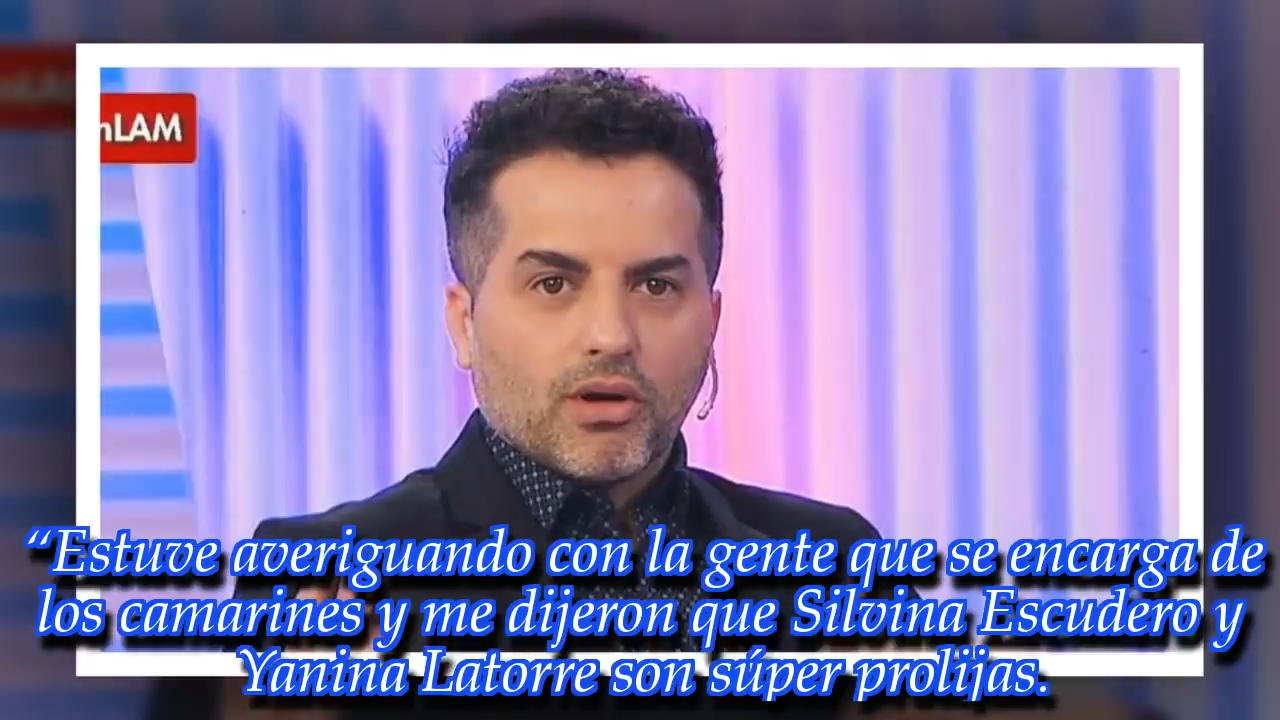 nLAM
“Estuve averiguando con la gente que se encarga de
los camarines y me dijeron que Silvina Escudero y
Yanina Latorre son súper prolijas.